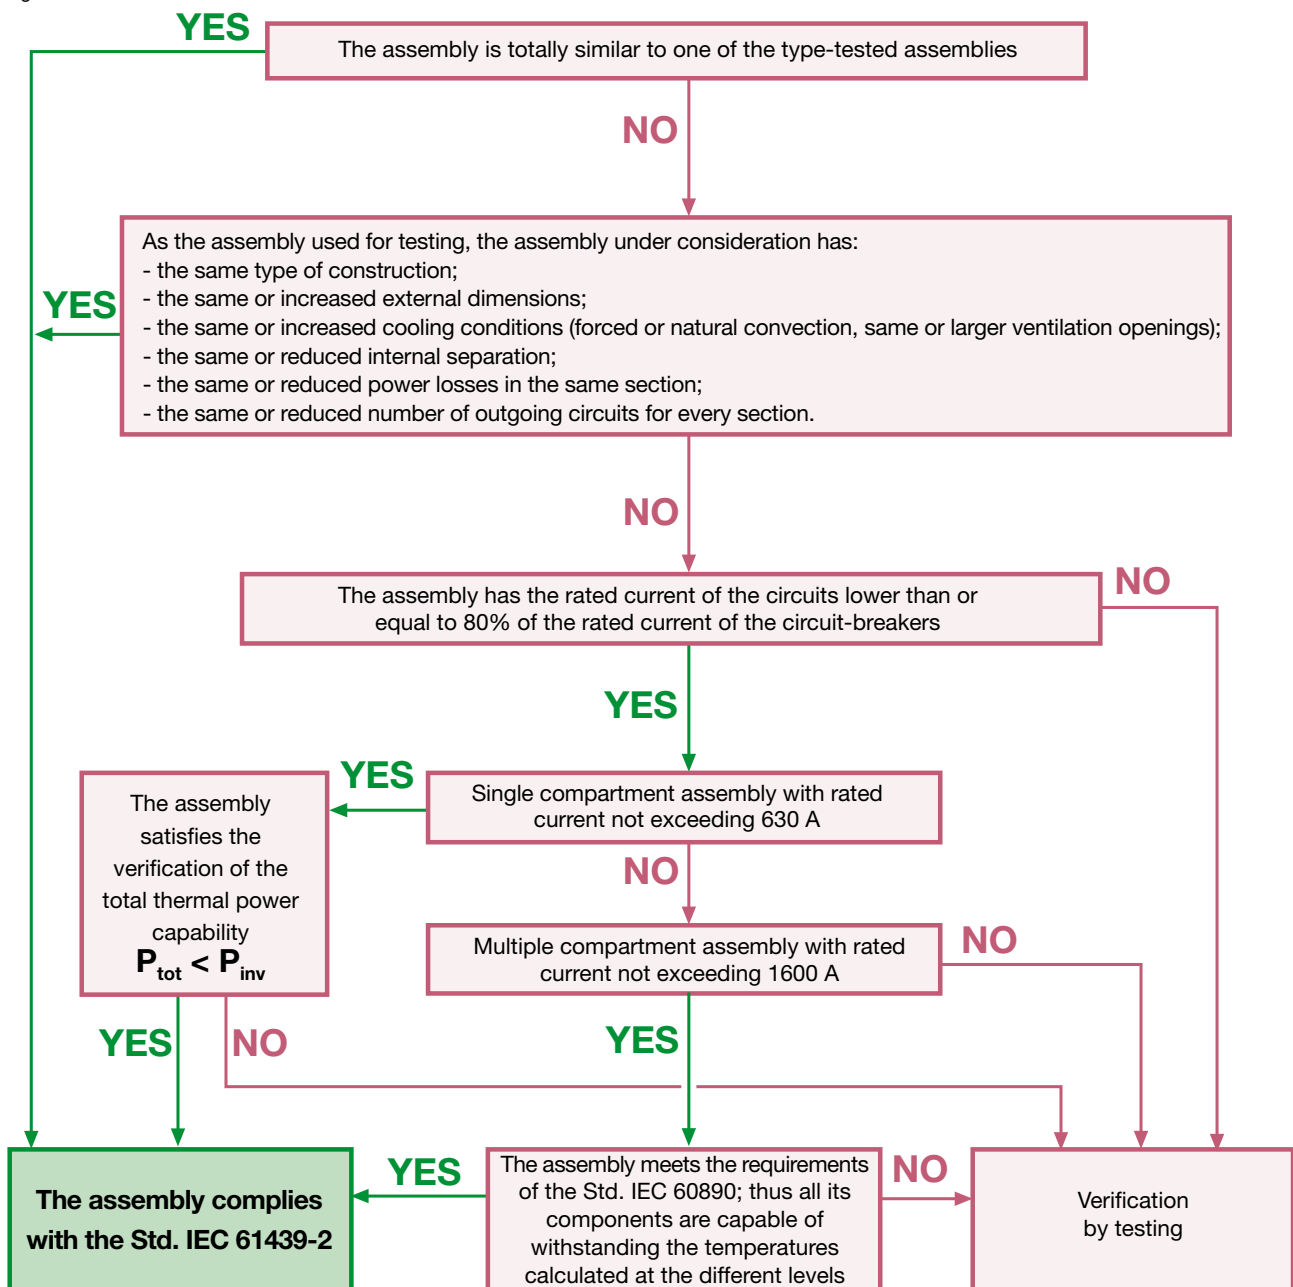 YES
The assembly is totally similar to one of the type-tested assemblies
NO
As the assembly used for testing, the assembly under consideration has:
- the same type of construction;
- the same or increased external dimensions;
- the same or increased cooling conditions (forced or natural convection, same or larger ventilation openings);
- the same or reduced internal separation;
- the same or reduced power losses in the same section;
- the same or reduced number of outgoing circuits for every section.
YES
NO
The assembly has the rated current of the circuits lower than or
equal to 80% of the rated current of the circuit-breakers
NO
YES
Single compartment assembly with rated
current not exceeding 630 A
YES
The assembly
satisfies the
verification of the
total thermal power
capability
Ptot < Pinv
NO
Multiple compartment assembly with rated
current not exceeding 1600 A
NO
YES
NO
YES
The assembly meets the requirements
of the Std. IEC 60890; thus all its
components are capable of
withstanding the temperatures
calculated at the different levels
YES
NO
The assembly complies
with the Std. IEC 61439-2
Verification
by testing